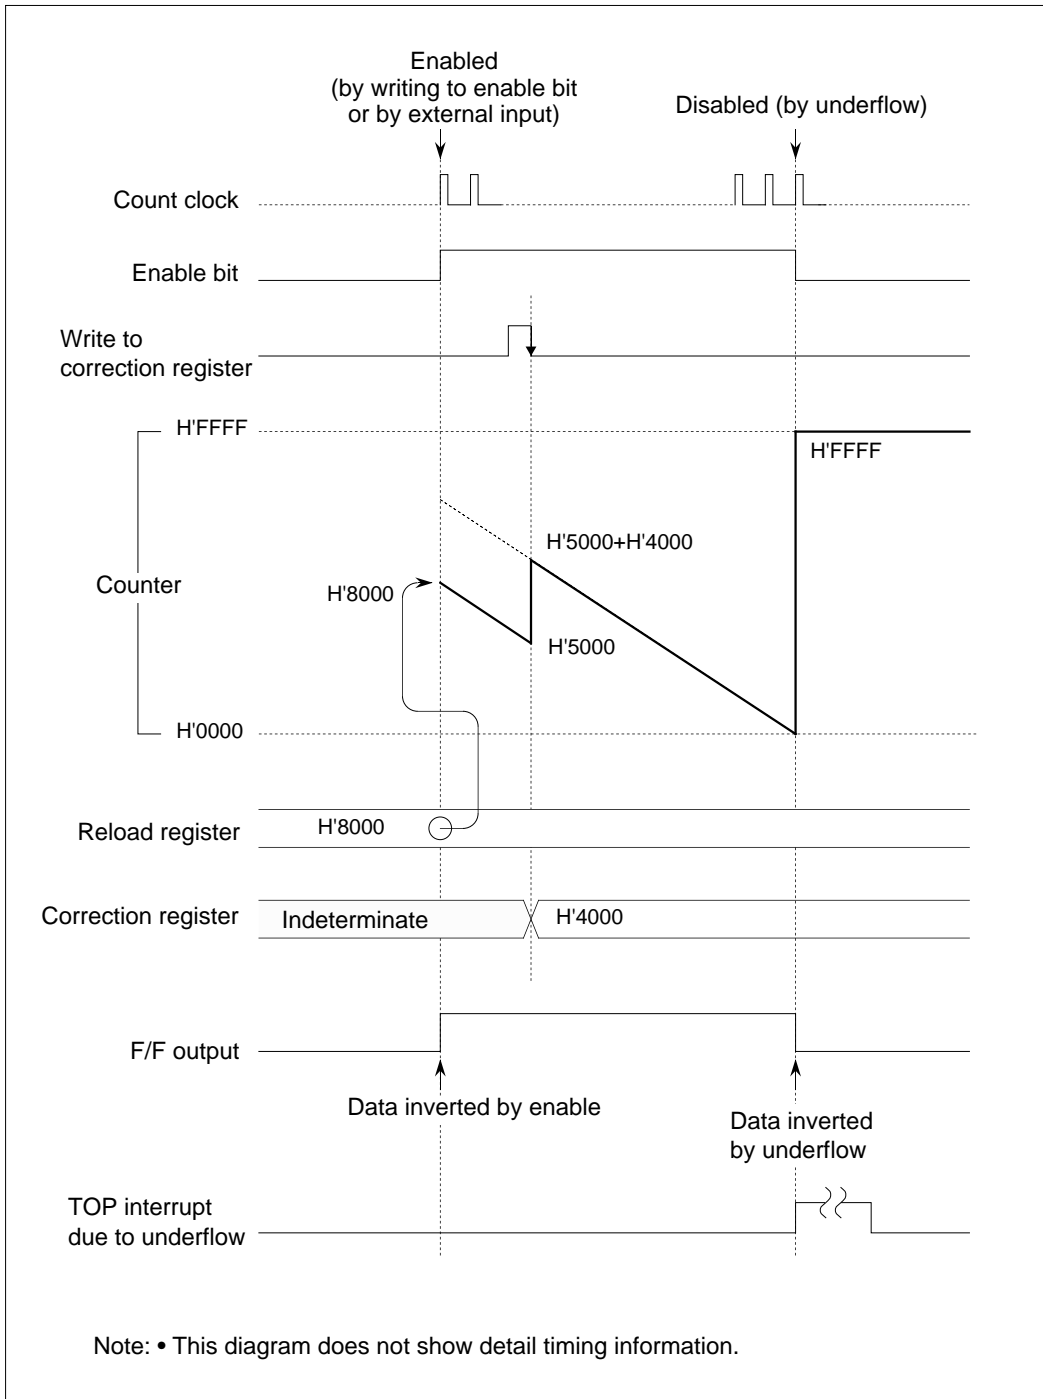 Enabled
(by writing to enable bit
or by external input)
Disabled (by underflow)
Count clock
Enable bit
Write to
correction register
H'FFFF
H'FFFF
H'5000+H'4000
Counter
H'8000
H'5000
H'0000
Reload register
H'8000
Correction register
Indeterminate
H'4000
F/F output
Data inverted by enable
Data inverted
by underflow
TOP interrupt
due to underflow
Note: • This diagram does not show detail timing information.